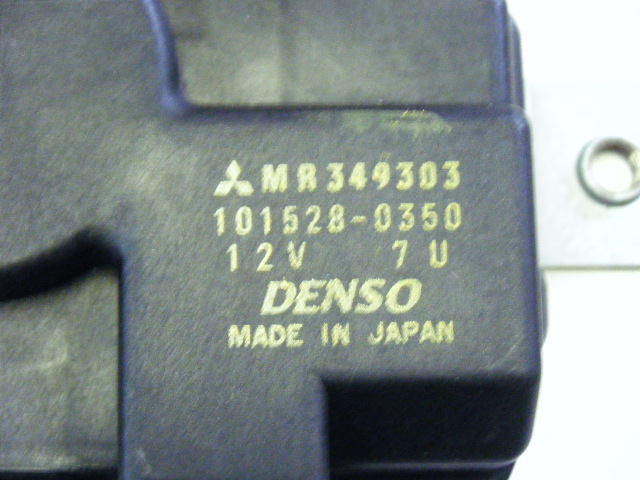 MR349303
101528-0350
12V 7U
DENSO
MADE IN JAPAN